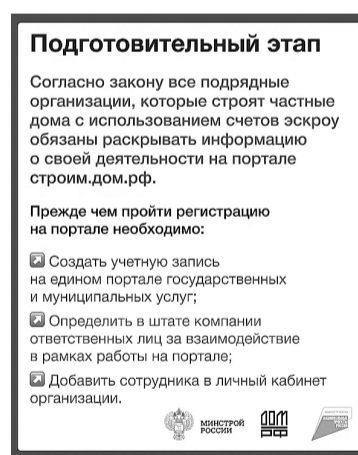 Подготовительный этап
Согласно закону все подрядные
организации, которые строят частные
дома с использованием счетов эскроу
обязаны раскрывать информацию
о своей деятельности на портале
строим.дом.рф.
Прежде чем пройти регистрацию
на портале необходимо:
Создать учетную запись
на едином портале государственных
и муниципальных услуг;
Определить в штате компании
ответственных лиц за взаимодействие
в рамках работы на портале;
Добавить сотрудника в личный кабинет
организации.
МИНСТРОЙ
РОССИИ
ДОМ
РФ